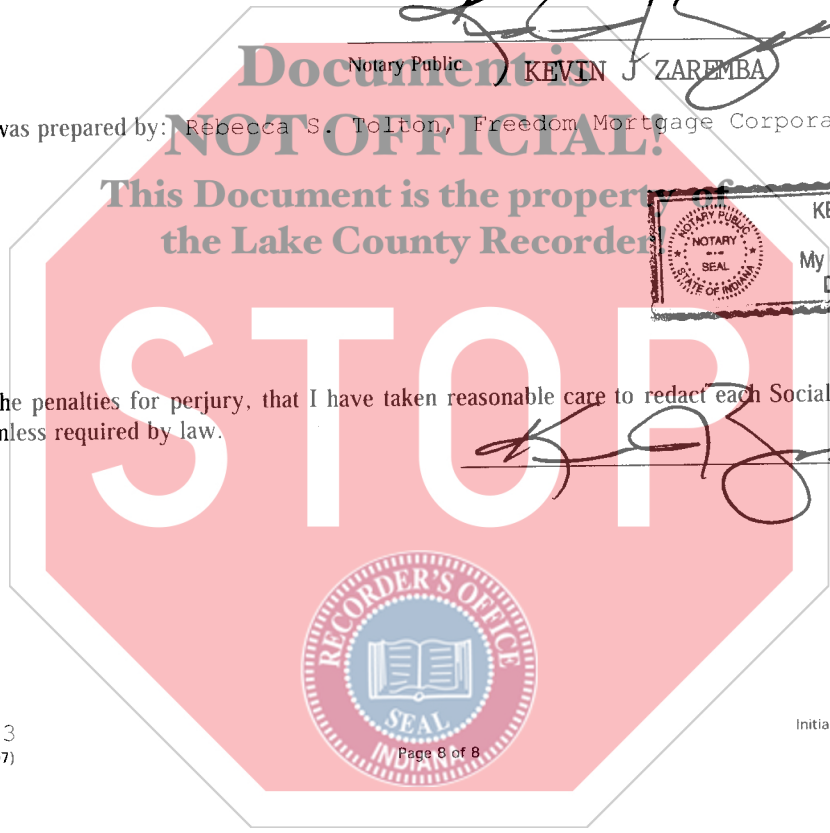 Document is
Notary Public KEVIN J ZAREMBA
was prepared by: Rebecca S. Tolton, Freedom Mortgage Corpora
NOT OFFICIAL!
This Document is the property of
the Lake County Recorder!
KE
NOTARY PUBLIC
NOTARY
SEAL
STATE OF INDIANA
My
D
STOP
he penalties for perjury, that I have taken reasonable care to redact each Social
nless required by law.
RECORDER'S OFFICE
SEAL
INDIANA
3
Initia
7)
Page 8 of 8